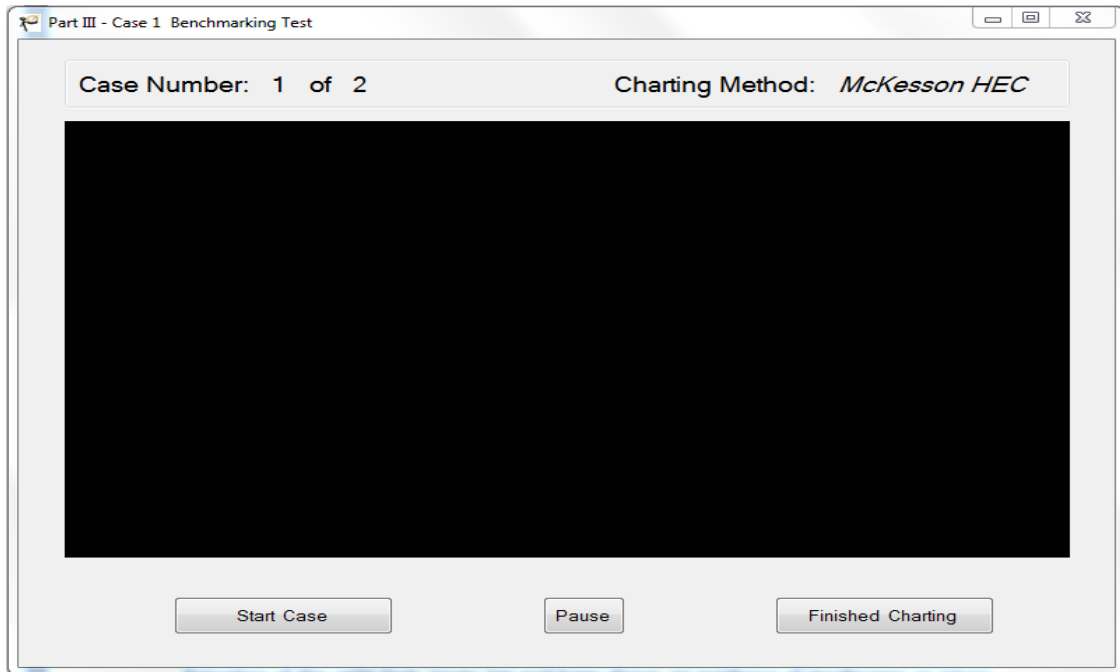 Part III - Case 1 Benchmarking Test
Case Number: 1 of 2 Charting Method: McKesson HEC
Start Case Pause Finished Charting